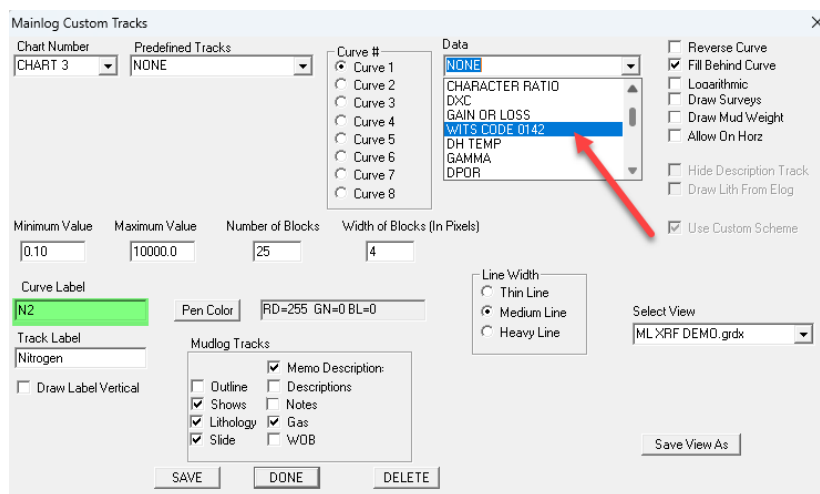 Mainlog Custom Tracks
Chart Number
CHART 3
Predefined Tracks
NONE
Curve #
Curve 1
Curve 2
Curve 3
Curve 4
Curve 5
Curve 6
Curve 7
Curve 8
Data
NONE
CHARACTER RATIO
DXC
GAIN OR LOSS
WITS CODE 0142
DH TEMP
GAMMA
DPOR
Reverse Curve
Fill Behind Curve
Logarithmic
Draw Surveys
Draw Mud Weight
Allow On Horz
Hide Description Track
Draw Lith From Elog
Use Custom Scheme
Minimum Value
0.10
Maximum Value
10000.0
Number of Blocks
25
Width of Blocks (In Pixels)
4
Curve Label
N2
Pen Color
RD=255 GN=0 BL=0
Track Label
Nitrogen
Draw Label Vertical
Mudlog Tracks
Memo Description:
Outline
Descriptions
Shows
Notes
Lithology
Gas
Slide
WOB
Line Width
Thin Line
Medium Line
Heavy Line
Select View
ML XRF DEMO.grdx
Save View As
SAVE
DONE
DELETE